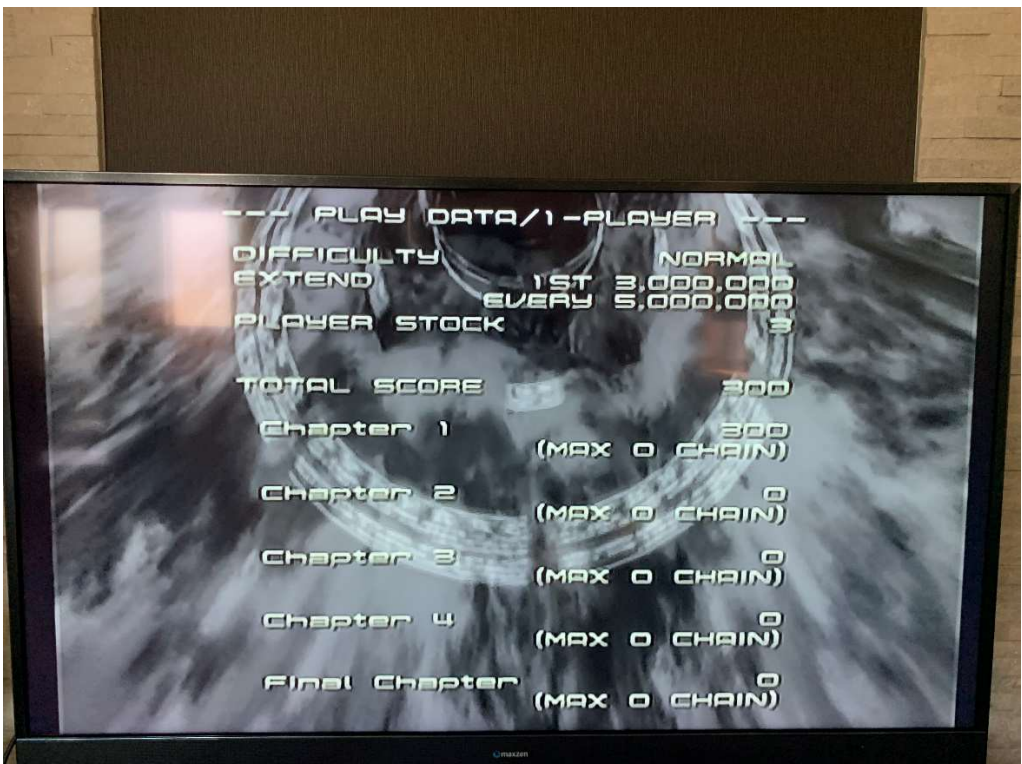 --- PLAY DATA/1-PLAYER ---
DIFFICULTY NORMAL
EXTEND 1ST 3,000,000
EVERY 5,000,000
PLAYER STOCK 3
TOTAL SCORE 300
Chapter 1 300
(MAX 0 CHAIN)
Chapter 2 0
(MAX 0 CHAIN)
Chapter 3 0
(MAX 0 CHAIN)
Chapter 4 0
(MAX 0 CHAIN)
Final Chapter 0
(MAX 0 CHAIN)
maxzen